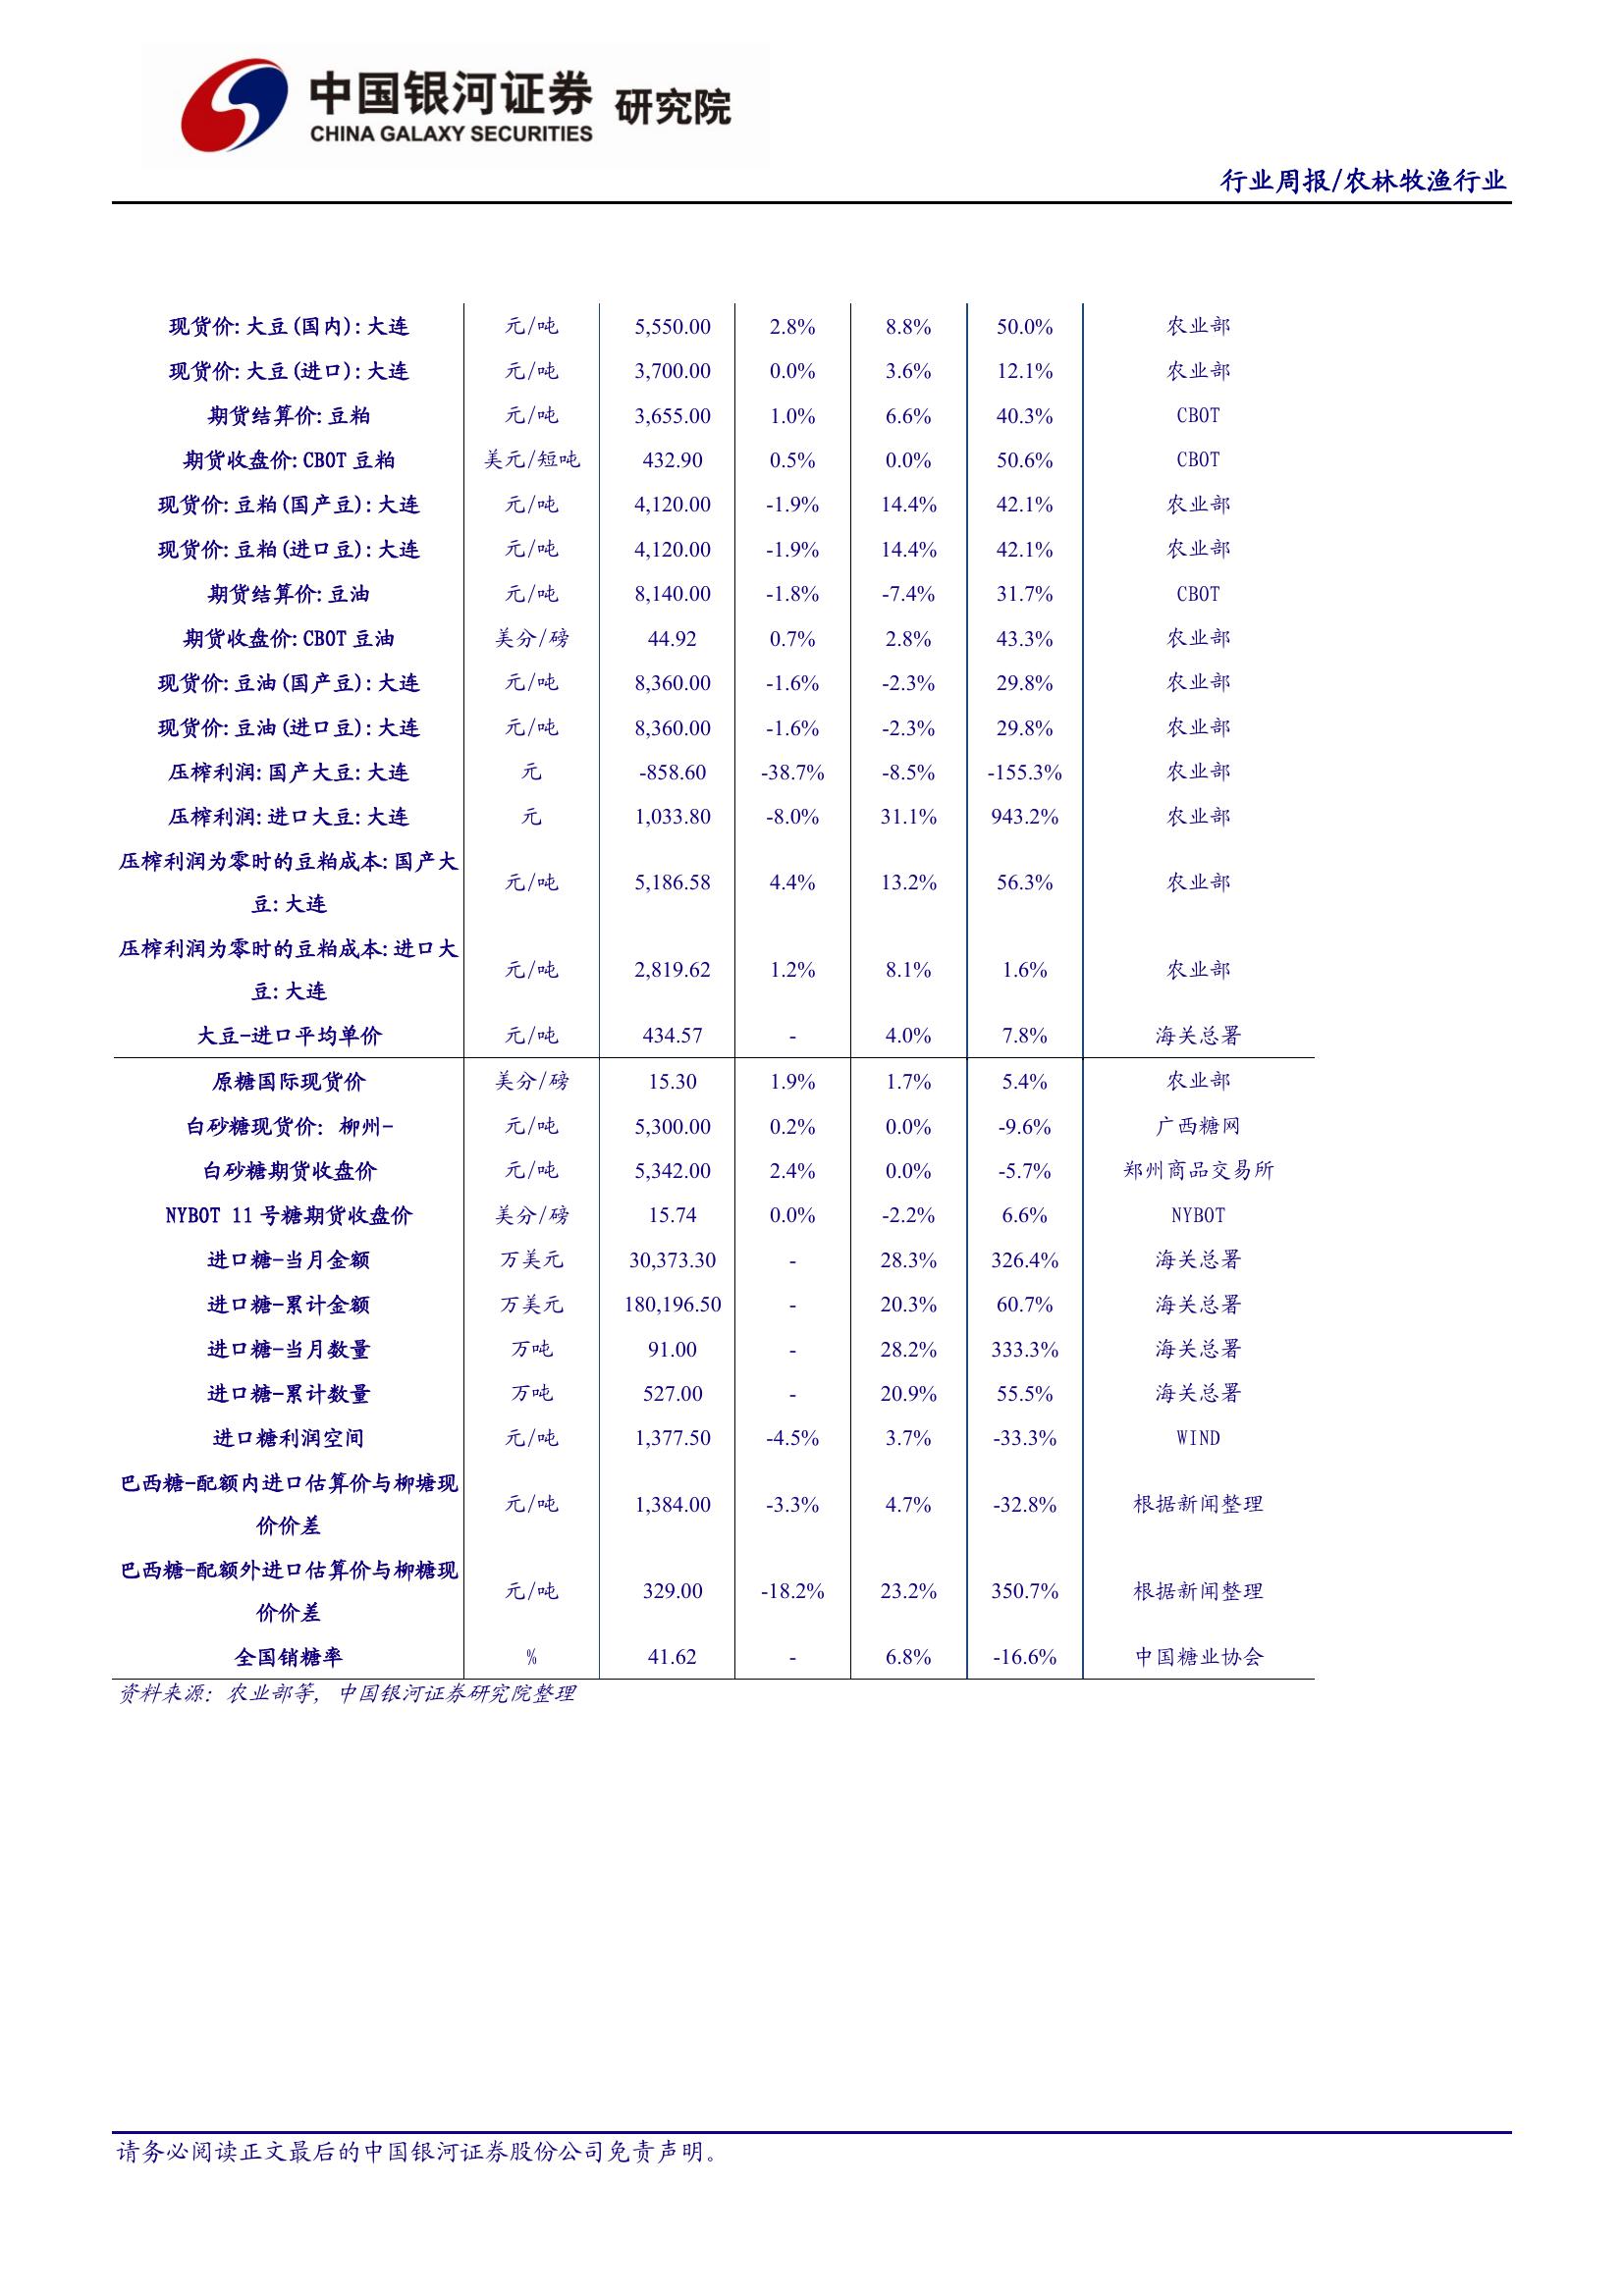 中国银河证券 研究院
CHINA GALAXY SECURITIES
行业周报/农林牧渔行业
现货价:大豆(国内):大连 元/吨 5,550.00 2.8% 8.8% 50.0% 农业部
现货价:大豆(进口):大连 元/吨 3,700.00 0.0% 3.6% 12.1% 农业部
期货结算价:豆粕 元/吨 3,655.00 1.0% 6.6% 40.3% CBOT
期货收盘价:CBOT 豆粕 美元/短吨 432.90 0.5% 0.0% 50.6% CBOT
现货价:豆粕(国产豆):大连 元/吨 4,120.00 -1.9% 14.4% 42.1% 农业部
现货价:豆粕(进口豆):大连 元/吨 4,120.00 -1.9% 14.4% 42.1% 农业部
期货结算价:豆油 元/吨 8,140.00 -1.8% -7.4% 31.7% CBOT
期货收盘价:CBOT 豆油 美分/磅 44.92 0.7% 2.8% 43.3% 农业部
现货价:豆油(国产豆):大连 元/吨 8,360.00 -1.6% -2.3% 29.8% 农业部
现货价:豆油(进口豆):大连 元/吨 8,360.00 -1.6% -2.3% 29.8% 农业部
压榨利润:国产大豆:大连 元 -858.60 -38.7% -8.5% -155.3% 农业部
压榨利润:进口大豆:大连 元 1,033.80 -8.0% 31.1% 943.2% 农业部
压榨利润为零时的豆粕成本:国产大
豆:大连 元/吨 5,186.58 4.4% 13.2% 56.3% 农业部
压榨利润为零时的豆粕成本:进口大
豆:大连 元/吨 2,819.62 1.2% 8.1% 1.6% 农业部
大豆-进口平均单价 元/吨 434.57 - 4.0% 7.8% 海关总署
原糖国际现货价 美分/磅 15.30 1.9% 1.7% 5.4% 农业部
白砂糖现货价：柳州- 元/吨 5,300.00 0.2% 0.0% -9.6% 广西糖网
白砂糖期货收盘价 元/吨 5,342.00 2.4% 0.0% -5.7% 郑州商品交易所
NYBOT 11 号糖期货收盘价 美分/磅 15.74 0.0% -2.2% 6.6% NYBOT
进口糖-当月金额 万美元 30,373.30 - 28.3% 326.4% 海关总署
进口糖-累计金额 万美元 180,196.50 - 20.3% 60.7% 海关总署
进口糖-当月数量 万吨 91.00 - 28.2% 333.3% 海关总署
进口糖-累计数量 万吨 527.00 - 20.9% 55.5% 海关总署
进口糖利润空间 元/吨 1,377.50 -4.5% 3.7% -33.3% WIND
巴西糖-配额内进口估算价与柳塘现
价价差 元/吨 1,384.00 -3.3% 4.7% -32.8% 根据新闻整理
巴西糖-配额外进口估算价与柳糖现
价价差 元/吨 329.00 -18.2% 23.2% 350.7% 根据新闻整理
全国销糖率 % 41.62 - 6.8% -16.6% 中国糖业协会
资料来源：农业部等, 中国银河证券研究院整理
请务必阅读正文最后的中国银河证券股份公司免责声明。